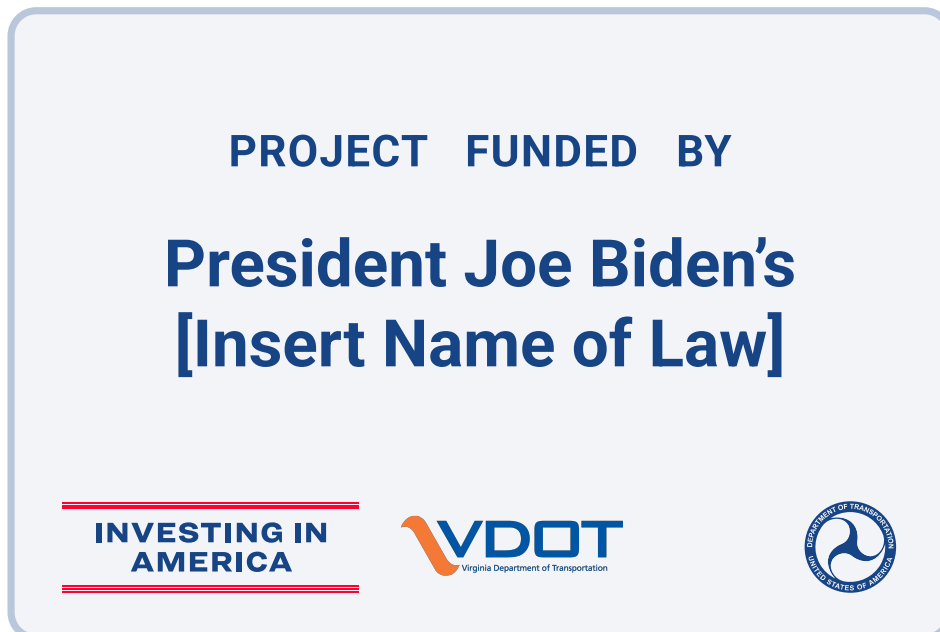 PROJECT FUNDED BY
President Joe Biden’s
[Insert Name of Law]
INVESTING IN
AMERICA
VDOT
Virginia Department of Transportation
DEPARTMENT OF TRANSPORTATION
UNITED STATES OF AMERICA